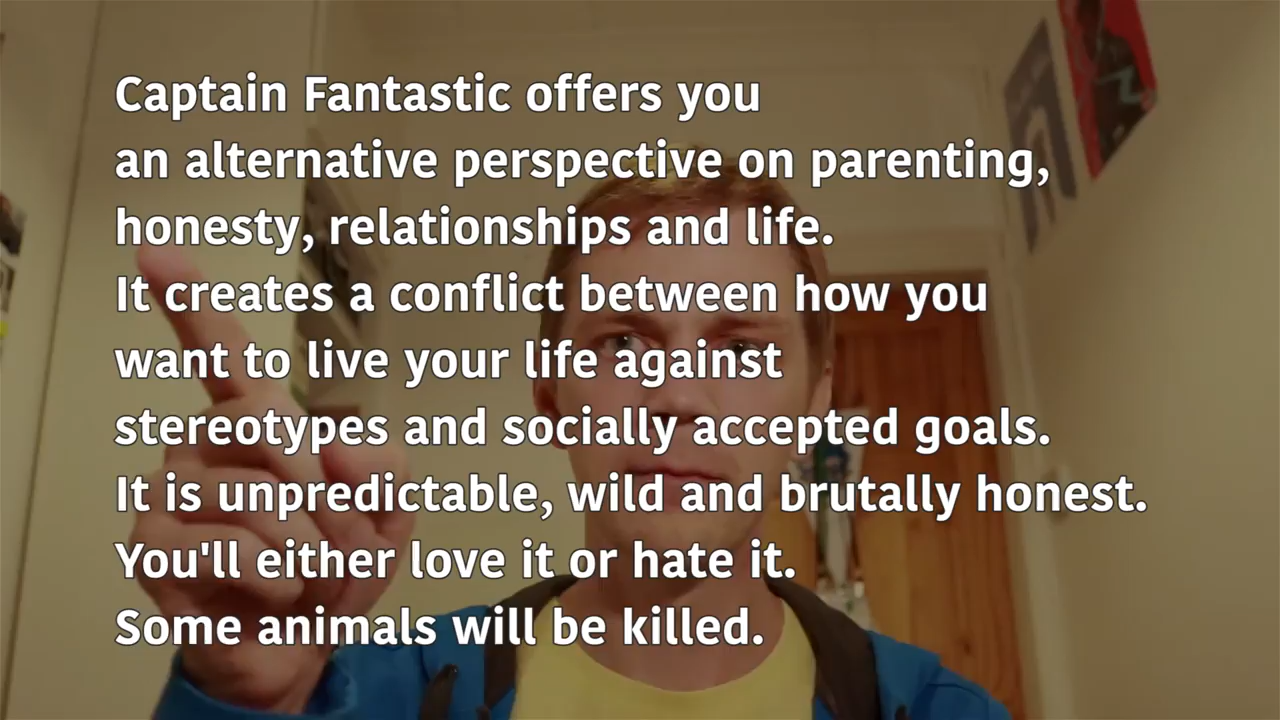 Captain Fantastic offers you
an alternative perspective on parenting,
honesty, relationships and life.
It creates a conflict between how you
want to live your life against
stereotypes and socially accepted goals.
It is unpredictable, wild and brutally honest.
You'll either love it or hate it.
Some animals will be killed.